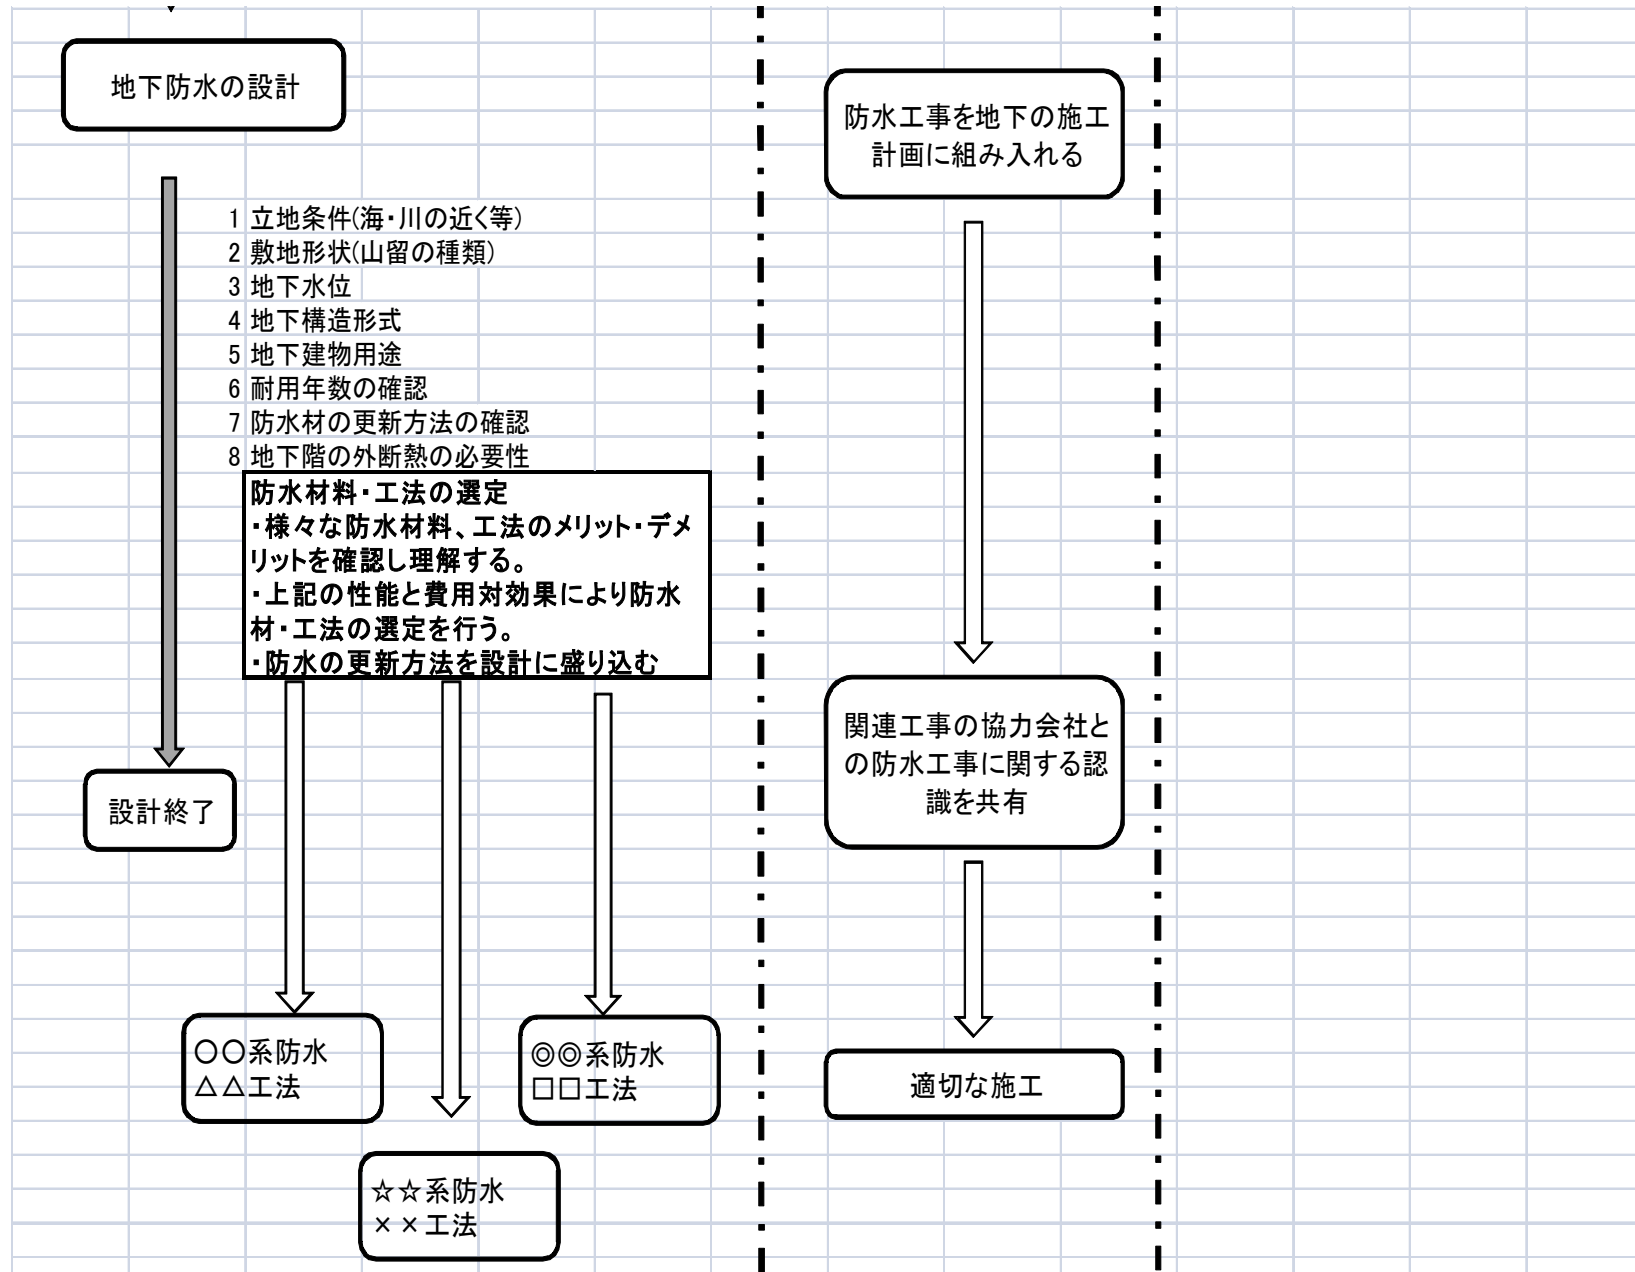 地下防水の設計
1 立地条件(海・川の近く等)
2 敷地形状(山留の種類)
3 地下水位
4 地下構造形式
5 地下建物用途
6 耐用年数の確認
7 防水材の更新方法の確認
8 地下階の外断熱の必要性
防水材料・工法の選定
・様々な防水材料、工法のメリット・デメ
リットを確認し理解する。
・上記の性能と費用対効果により防水
材・工法の選定を行う。
・防水の更新方法を設計に盛り込む
設計終了
〇〇系防水
△△工法
◎◎系防水
□□工法
☆☆系防水
××工法
防水工事を地下の施工
計画に組み入れる
関連工事の協力会社と
の防水工事に関する認
識を共有
適切な施工